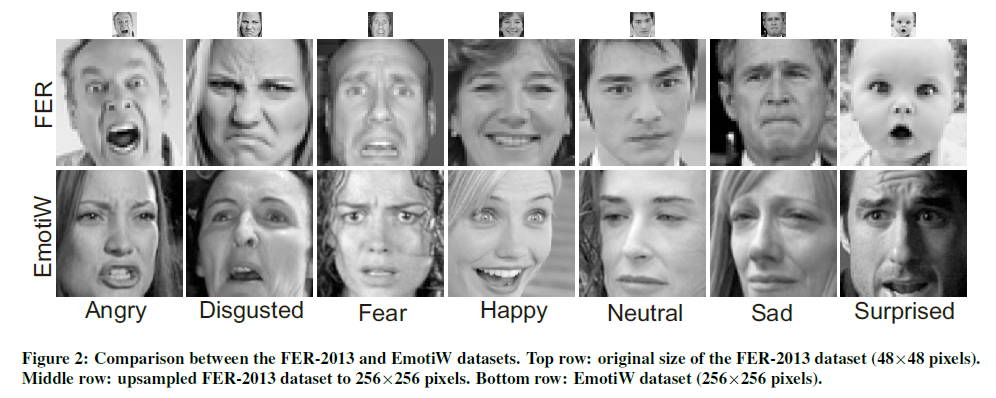 FER
EmotiW
Angry Disgusted Fear Happy Neutral Sad Surprised
Figure 2: Comparison between the FER-2013 and EmotiW datasets. Top row: original size of the FER-2013 dataset (48×48 pixels).
Middle row: upsampled FER-2013 dataset to 256×256 pixels. Bottom row: EmotiW dataset (256×256 pixels).